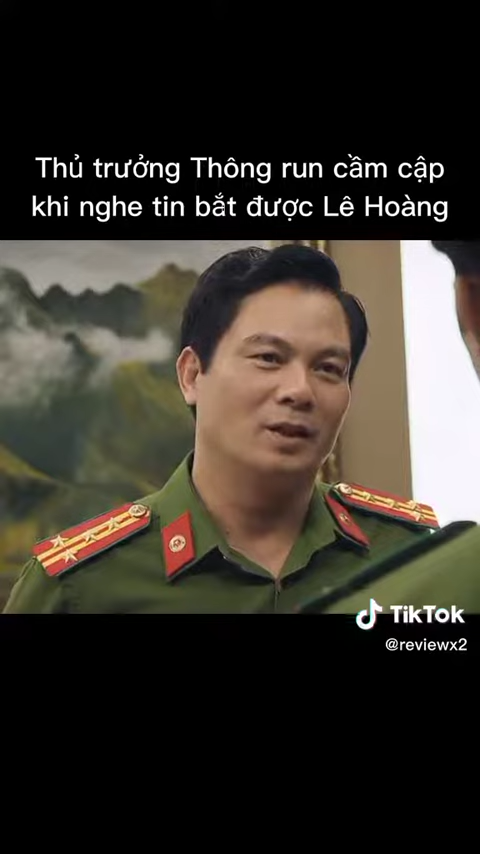 Thủ trưởng Thông run cầm cập
khi nghe tin bắt được Lê Hoàng
TikTok
@reviewx2